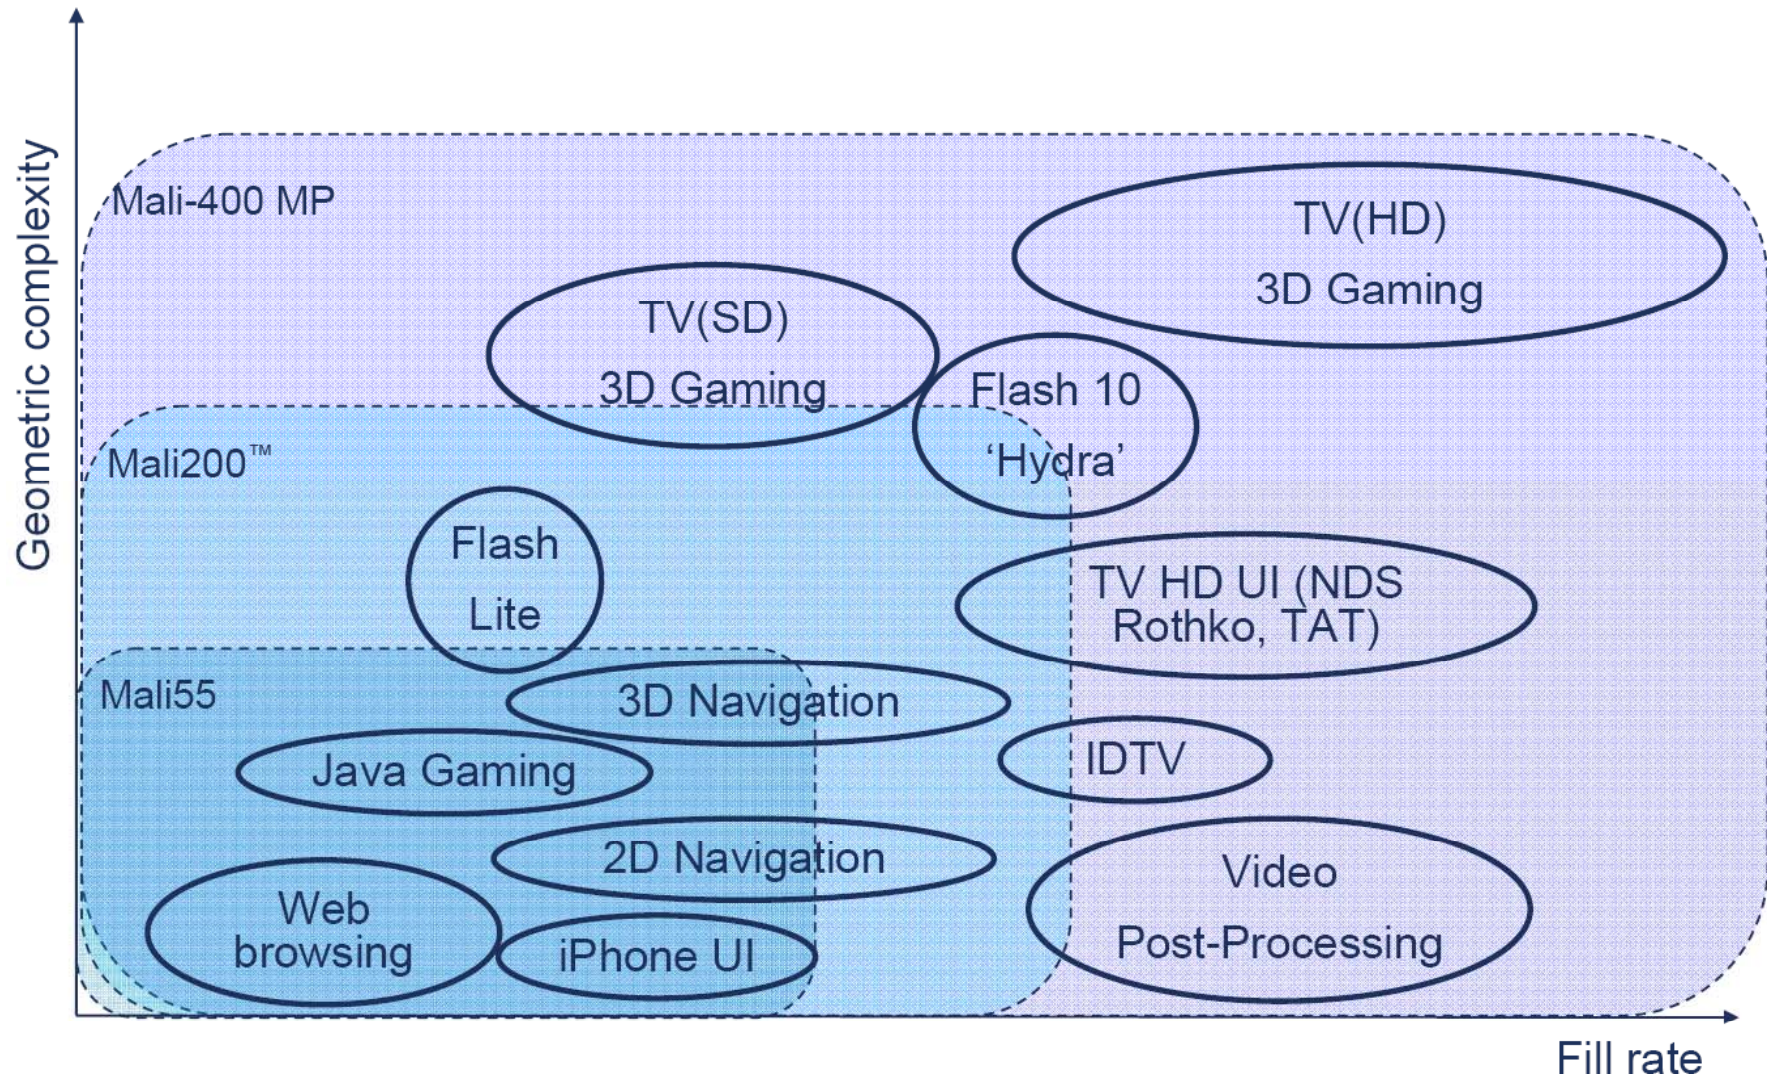 Geometric complexity
Mali-400 MP
TV(HD)
3D Gaming
TV(SD)
3D Gaming
Flash 10
‘Hydra’
Mali200™
Flash
Lite
TV HD UI (NDS
Rothko, TAT)
Mali55
3D Navigation
IDTV
Java Gaming
2D Navigation
Video
Post-Processing
Web
browsing
iPhone UI
Fill rate